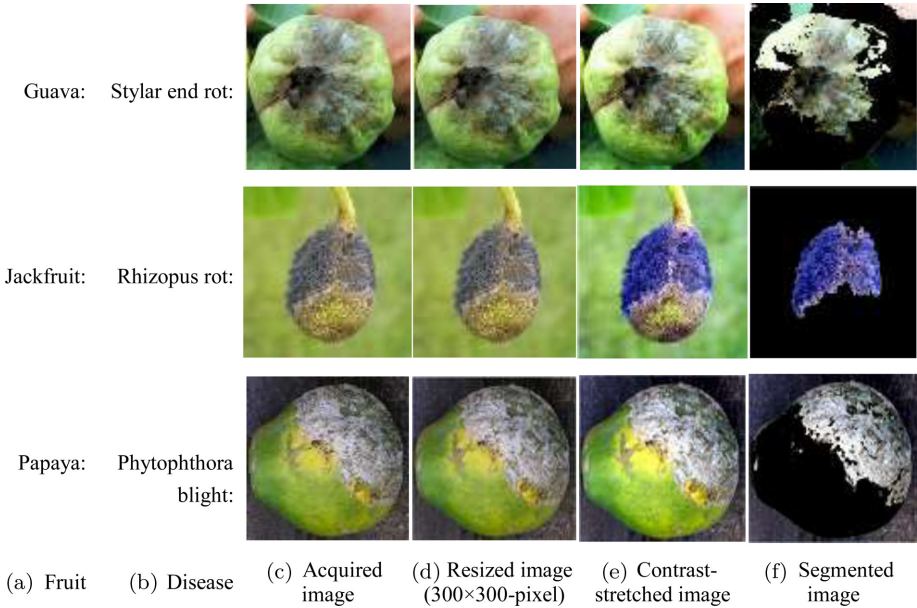 Guava: Stylar end rot:
Jackfruit: Rhizopus rot:
Papaya: Phytophthora
blight:
(a) Fruit (b) Disease (c) Acquired (d) Resized image (e) Contrast- (f) Segmented
image (300×300-pixel) stretched image image